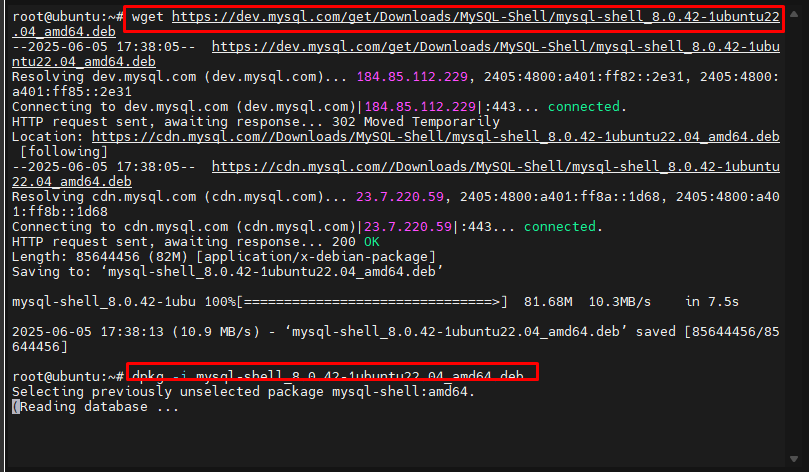 root@ubuntu:~# wget https://dev.mysql.com/get/Downloads/MySQL-Shell/mysql-shell_8.0.42-1ubuntu22
.04_amd64.deb
--2025-06-05 17:38:05--  https://dev.mysql.com/get/Downloads/MySQL-Shell/mysql-shell_8.0.42-1ubu
ntu22.04_amd64.deb
Resolving dev.mysql.com (dev.mysql.com)... 184.85.112.229, 2405:4800:a401:ff82::2e31, 2405:4800:
a401:ff85::2e31
Connecting to dev.mysql.com (dev.mysql.com)|184.85.112.229|:443... connected.
HTTP request sent, awaiting response... 302 Moved Temporarily
Location: https://cdn.mysql.com//Downloads/MySQL-Shell/mysql-shell_8.0.42-1ubuntu22.04_amd64.deb
 [following]
--2025-06-05 17:38:05--  https://cdn.mysql.com//Downloads/MySQL-Shell/mysql-shell_8.0.42-1ubuntu
22.04_amd64.deb
Resolving cdn.mysql.com (cdn.mysql.com)... 23.7.220.59, 2405:4800:a401:ff8a::1d68, 2405:4800:a40
1:ff8b::1d68
Connecting to cdn.mysql.com (cdn.mysql.com)|23.7.220.59|:443... connected.
HTTP request sent, awaiting response... 200 OK
Length: 85644456 (82M) [application/x-debian-package]
Saving to: ‘mysql-shell_8.0.42-1ubuntu22.04_amd64.deb’
mysql-shell_8.0.42-1ubu 100%[===============================>]  81.68M  10.3MB/s    in 7.5s
2025-06-05 17:38:13 (10.9 MB/s) - ‘mysql-shell_8.0.42-1ubuntu22.04_amd64.deb’ saved [85644456/85
644456]
root@ubuntu:~# dpkg -i mysql-shell_8.0.42-1ubuntu22.04_amd64.deb
Selecting previously unselected package mysql-shell:amd64.
(Reading database ...